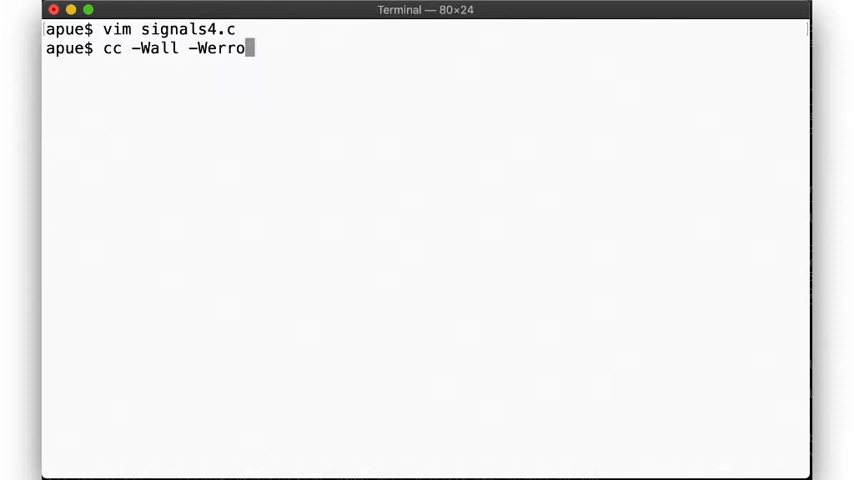 Terminal — 80×24
apue$ vim signals4.c
apue$ cc -Wall -Werro